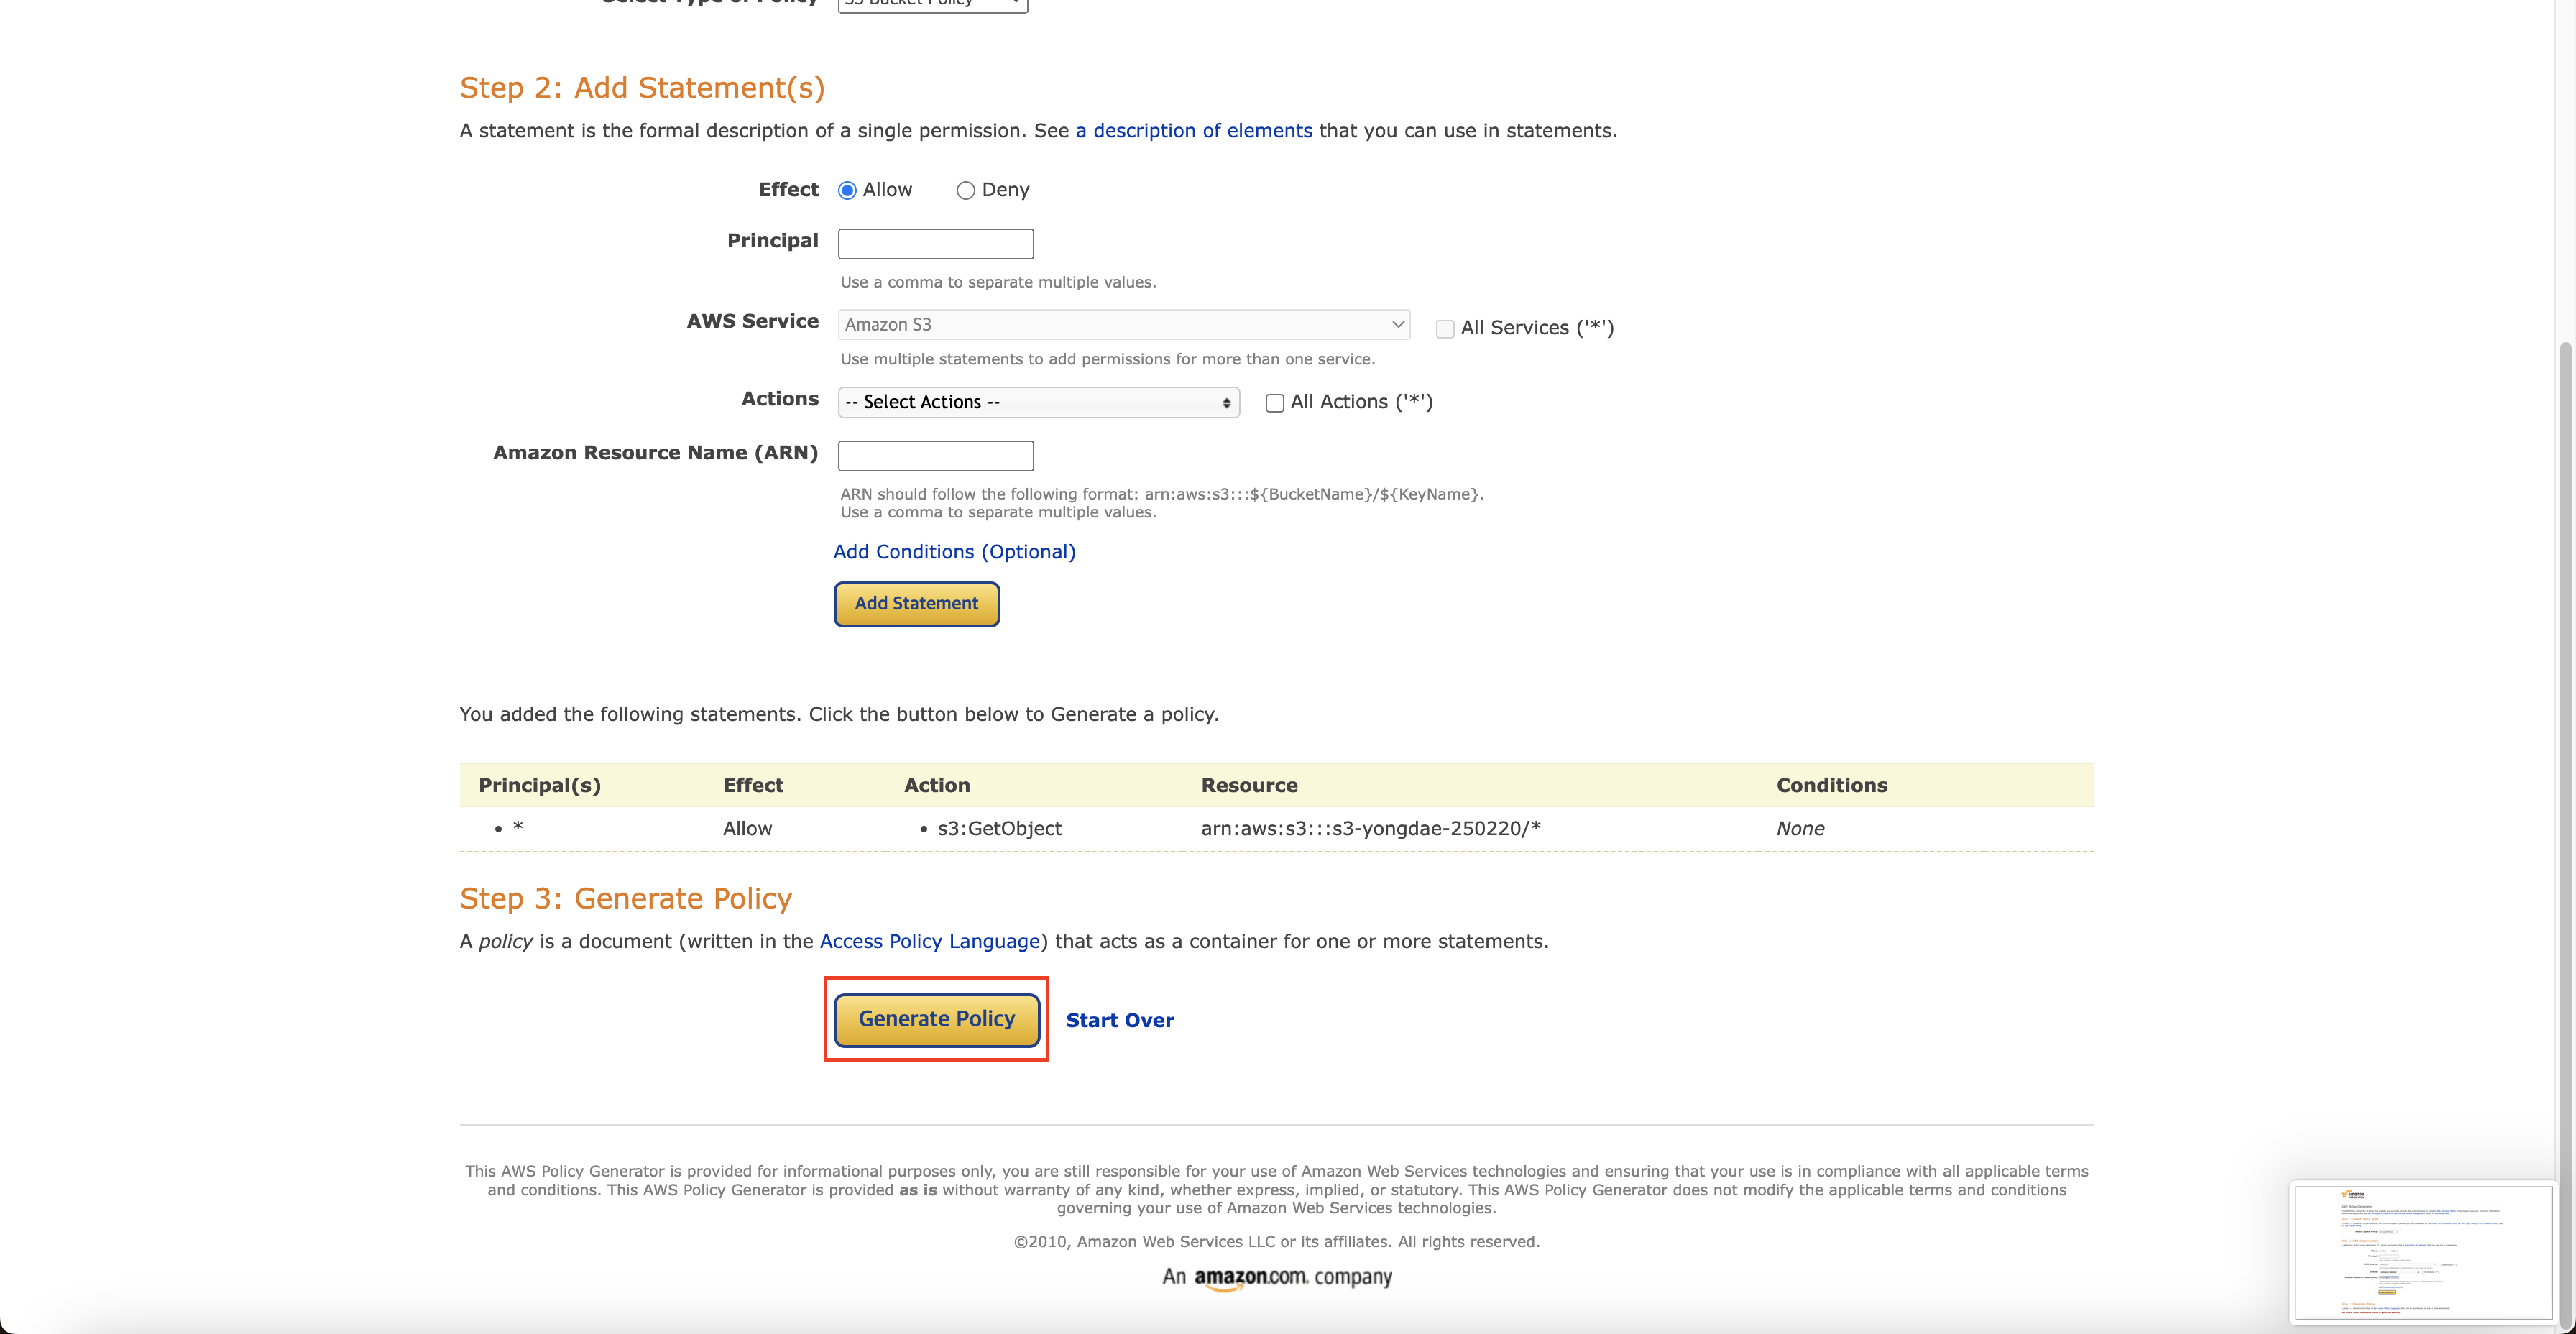 Select Type of Policy S3 Bucket Policy
Step 2: Add Statement(s)
A statement is the formal description of a single permission. See a description of elements that you can use in statements.
Effect Allow Deny
Principal
Use a comma to separate multiple values.
AWS Service Amazon S3 All Services ('*')
Use multiple statements to add permissions for more than one service.
Actions -- Select Actions -- All Actions ('*')
Amazon Resource Name (ARN)
ARN should follow the following format: arn:aws:s3:::${BucketName}/${KeyName}.
Use a comma to separate multiple values.
Add Conditions (Optional)
Add Statement
You added the following statements. Click the button below to Generate a policy.
Principal(s) Effect Action Resource Conditions
• * Allow • s3:GetObject arn:aws:s3:::s3-yongdae-250220/* None
Step 3: Generate Policy
A policy is a document (written in the Access Policy Language) that acts as a container for one or more statements.
Generate Policy Start Over
This AWS Policy Generator is provided for informational purposes only, you are still responsible for your use of Amazon Web Services technologies and ensuring that your use is in compliance with all applicable terms
and conditions. This AWS Policy Generator is provided as is without warranty of any kind, whether express, implied, or statutory. This AWS Policy Generator does not modify the applicable terms and conditions
governing your use of Amazon Web Services technologies.
©2010, Amazon Web Services LLC or its affiliates. All rights reserved.
An amazon.com. company